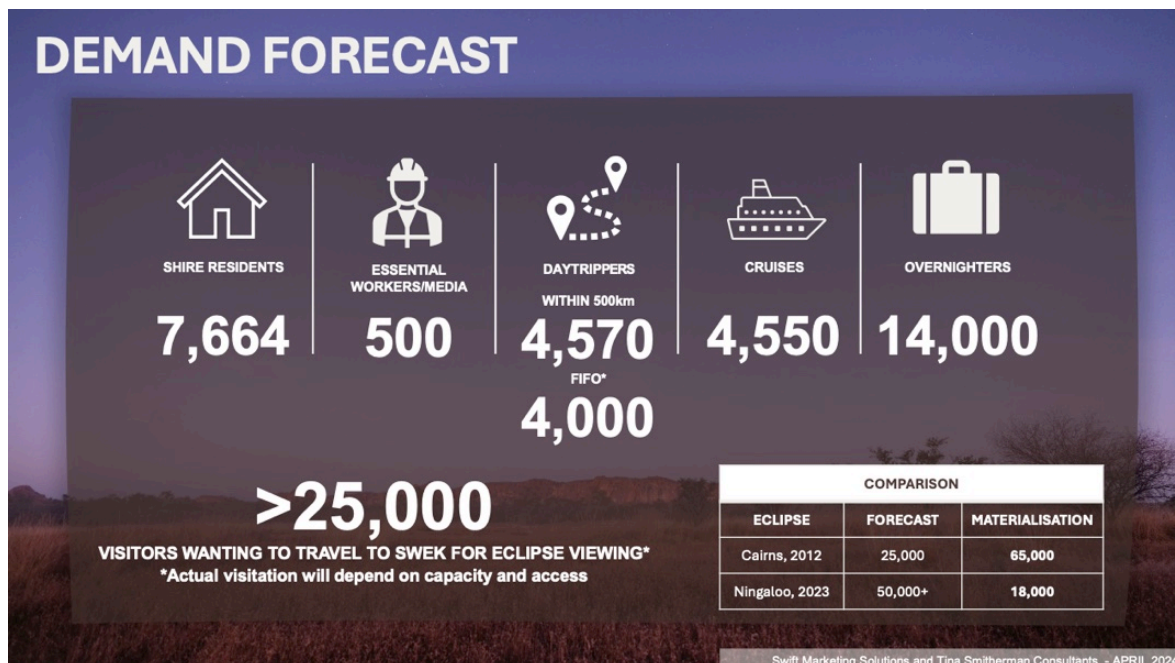 DEMAND FORECAST
SHIRE RESIDENTS
7,664
ESSENTIAL
WORKERS/MEDIA
500
DAYTRIPPERS
WITHIN 500km
4,570
FIFO*
4,000
CRUISES
4,550
OVERNIGHTERS
14,000
>25,000
VISITORS WANTING TO TRAVEL TO SWEK FOR ECLIPSE VIEWING*
*Actual visitation will depend on capacity and access
COMPARISON
ECLIPSE FORECAST MATERIALISATION
Cairns, 2012 25,000 65,000
Ningaloo, 2023 50,000+ 18,000
Swift Marketing Solutions and Tina Smitherman Consultants - APRIL 202